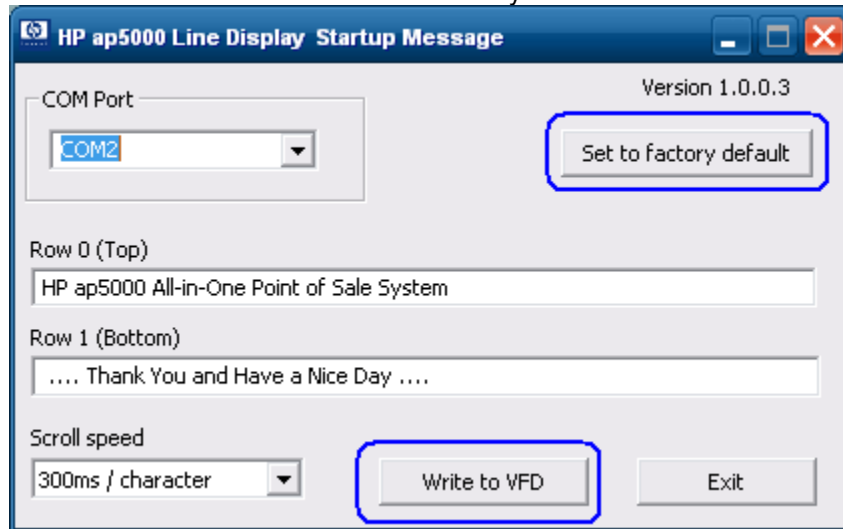 HP ap5000 Line Display Startup Message
Version 1.0.0.3
COM Port
COM2
Set to factory default
Row 0 (Top)
HP ap5000 All-in-One Point of Sale System
Row 1 (Bottom)
.... Thank You and Have a Nice Day ....
Scroll speed
300ms / character
Write to VFD
Exit